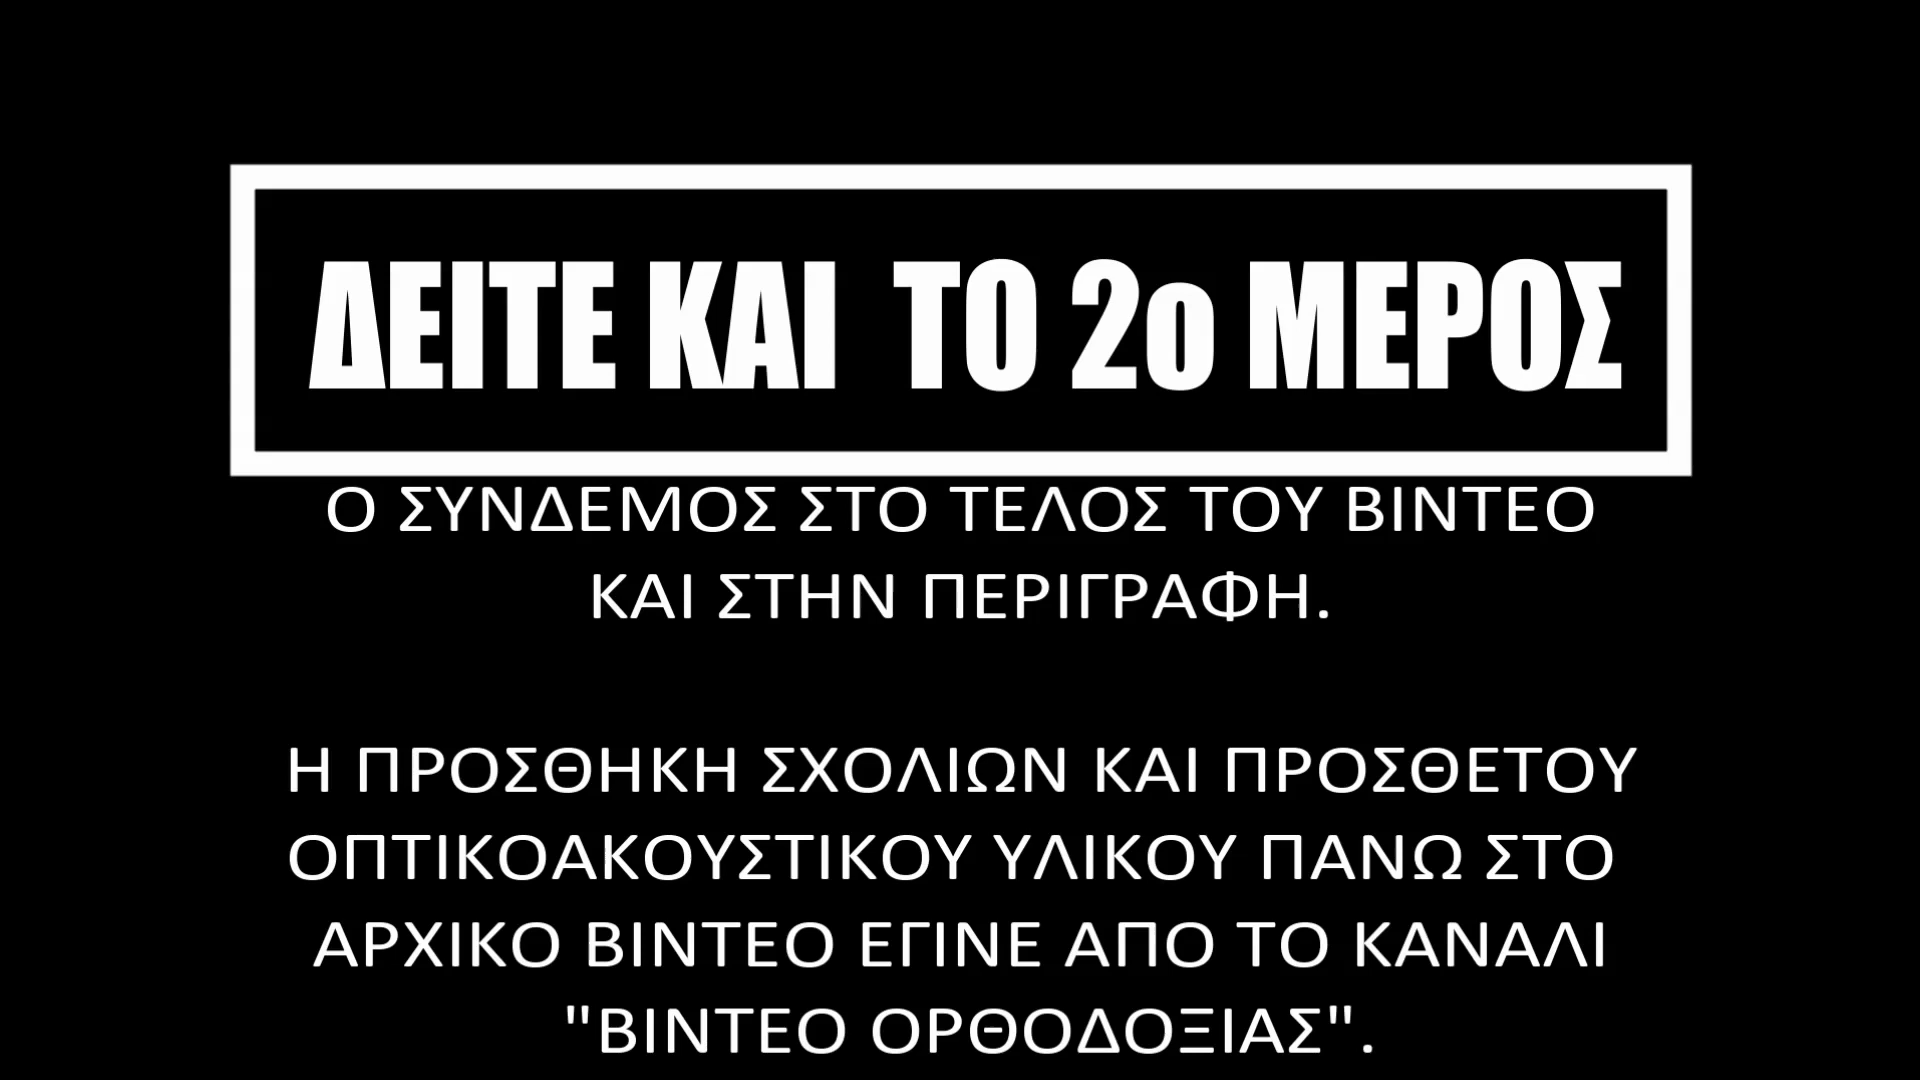 ΔΕΙΤΕ ΚΑΙ ΤΟ 2ο ΜΕΡΟΣ
Ο ΣΥΝΔΕΜΟΣ ΣΤΟ ΤΕΛΟΣ ΤΟΥ ΒΙΝΤΕΟ
ΚΑΙ ΣΤΗΝ ΠΕΡΙΓΡΑΦΗ.
Η ΠΡΟΣΘΗΚΗ ΣΧΟΛΙΩΝ ΚΑΙ ΠΡΟΣΘΕΤΟΥ
ΟΠΤΙΚΟΑΚΟΥΣΤΙΚΟΥ ΥΛΙΚΟΥ ΠΑΝΩ ΣΤΟ
ΑΡΧΙΚΟ ΒΙΝΤΕΟ ΕΓΙΝΕ ΑΠΟ ΤΟ ΚΑΝΑΛΙ
"ΒΙΝΤΕΟ ΟΡΘΟΔΟΞΙΑΣ".